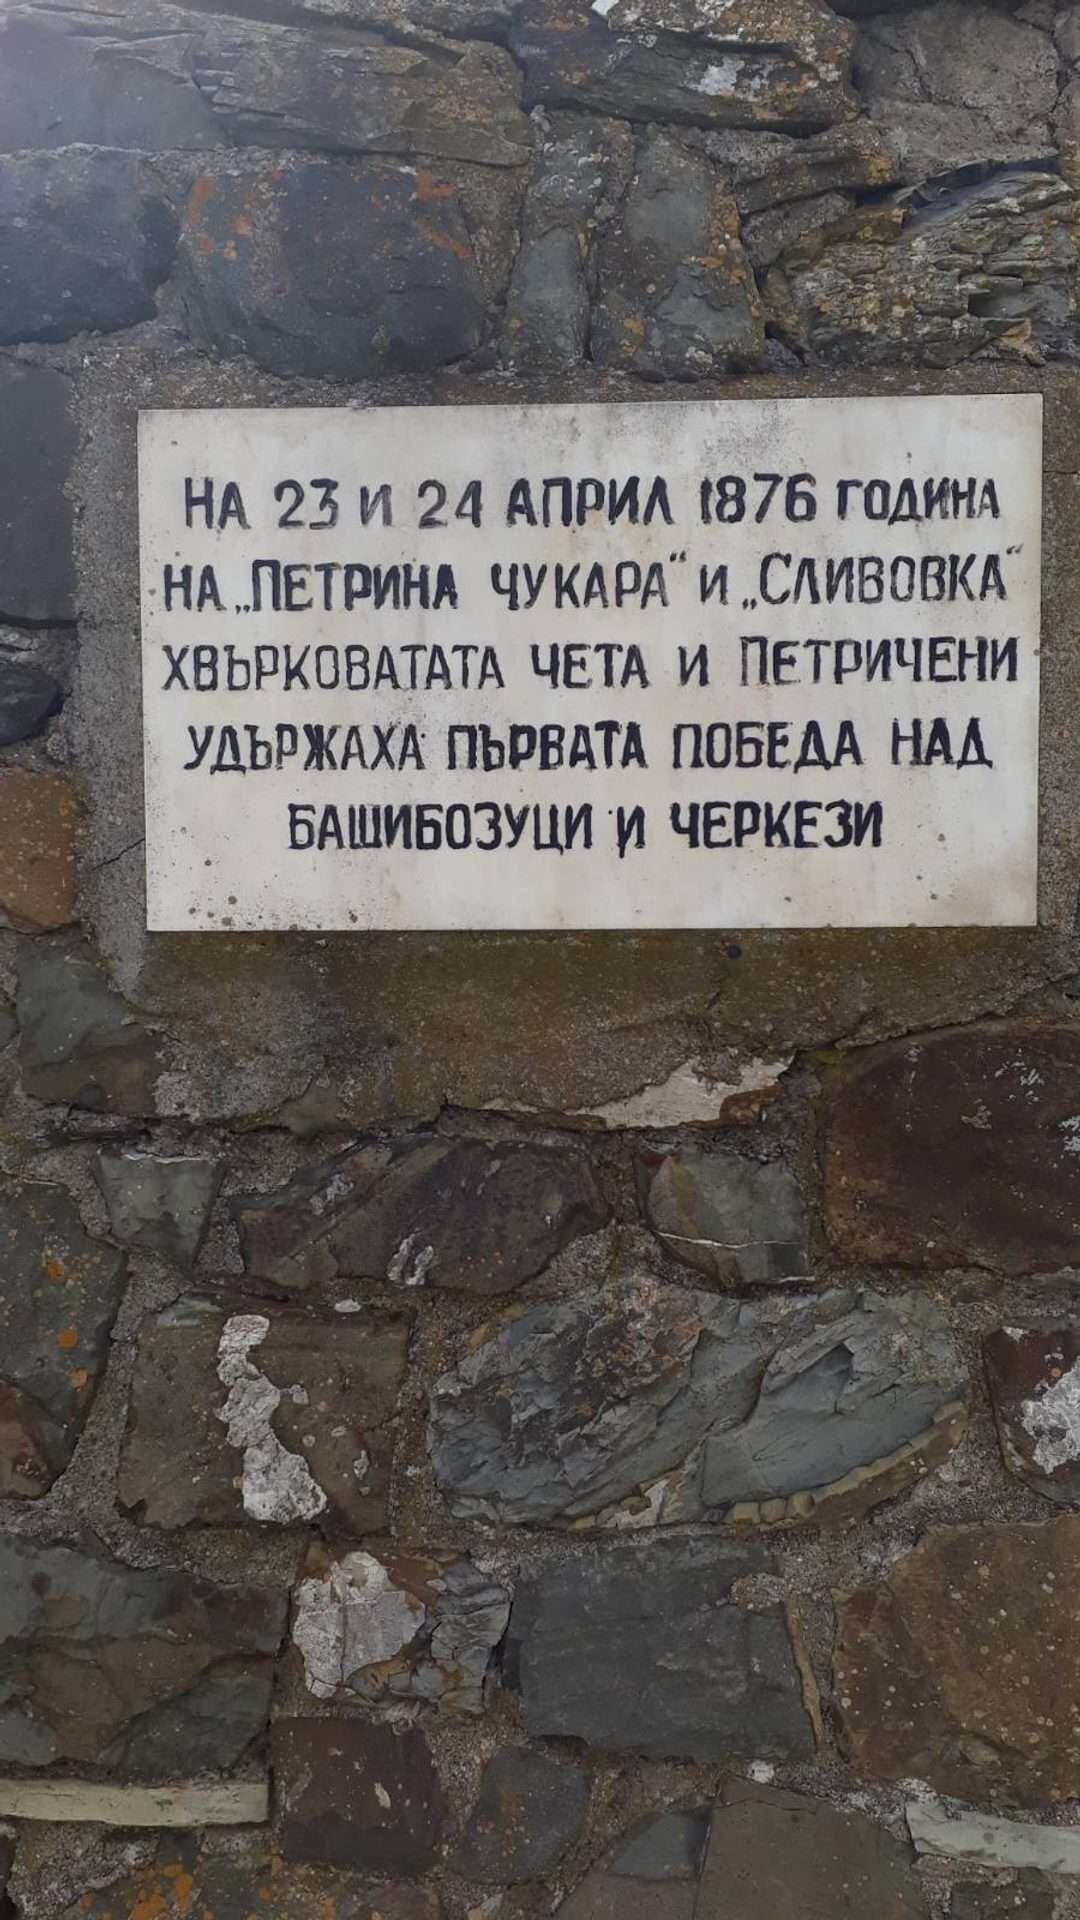 НА 23 И 24 АПРИЛ 1876 ГОДИНА
НА „ПЕТРИНА ЧУКАРА“ И „СЛИВОВКА“
ХВЪРКОВАТАТА ЧЕТА И ПЕТРИЧЕНИ
УДЪРЖАХА ПЪРВАТА ПОБЕДА НАД
БАШИБОЗУЦИ И ЧЕРКЕЗИ